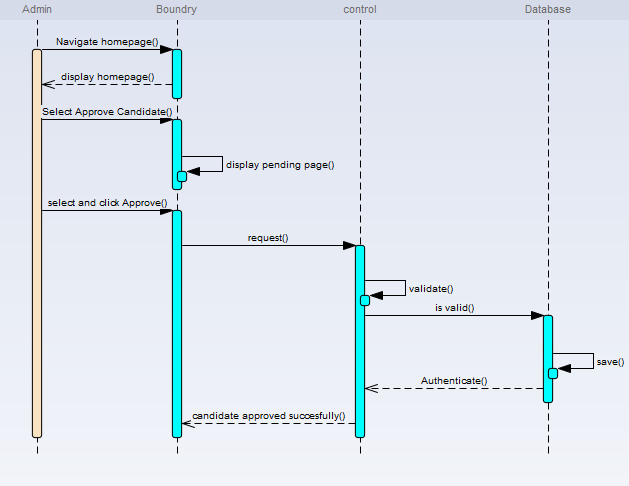 Admin Boundry control Database
Navigate homepage()
display homepage()
Select Approve Candidate()
display pending page()
select and click Approve()
request()
validate()
is valid()
save()
Authenticate()
candidate approved succesfully()